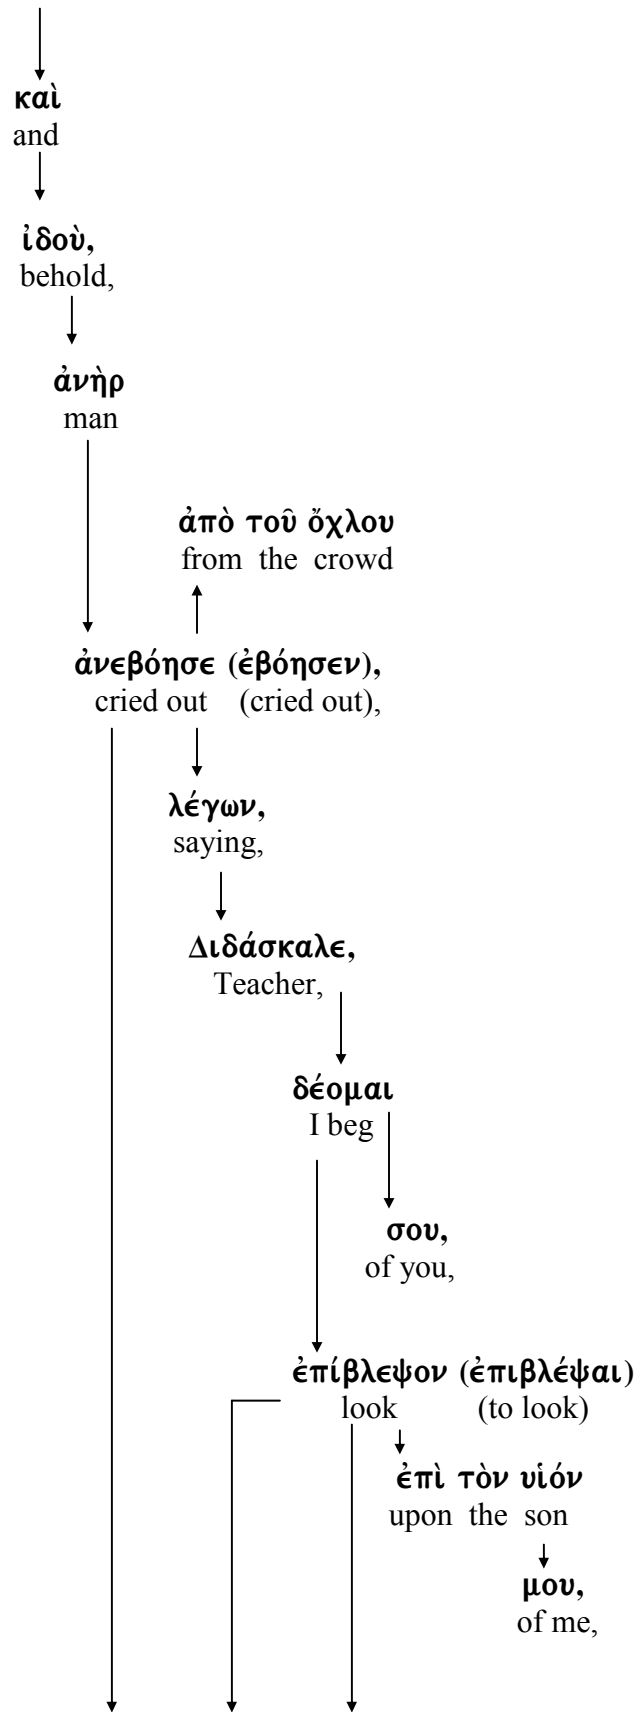 καὶ
and
ἰδοὺ,
behold,
ἀνὴρ
man
ἀπὸ τοῦ ὄχλου
from the crowd
ἀνεβόησε (ἐβόησεν),
cried out (cried out),
λέγων,
saying,
Διδάσκαλε,
Teacher,
δέομαι
I beg
σου,
of you,
ἐπίβλεψον (ἐπιβλέψαι)
look (to look)
ἐπὶ τὸν υἱόν
upon the son
μου,
of me,